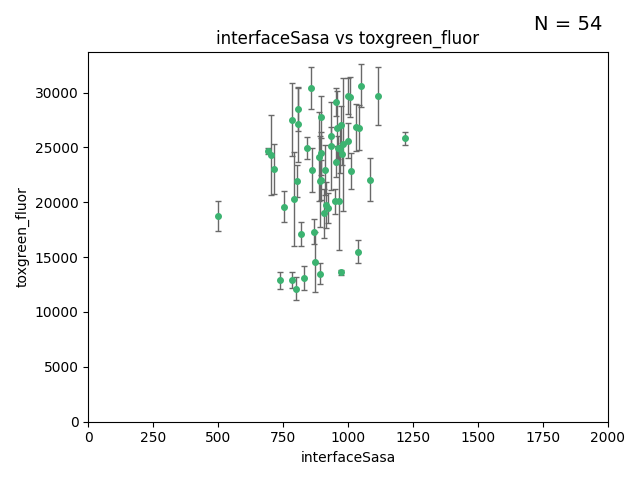 N = 54
interfaceSasa vs toxgreen_fluor
toxgreen_fluor
30000
25000
20000
15000
10000
5000
0
0 250 500 750 1000 1250 1500 1750 2000
interfaceSasa